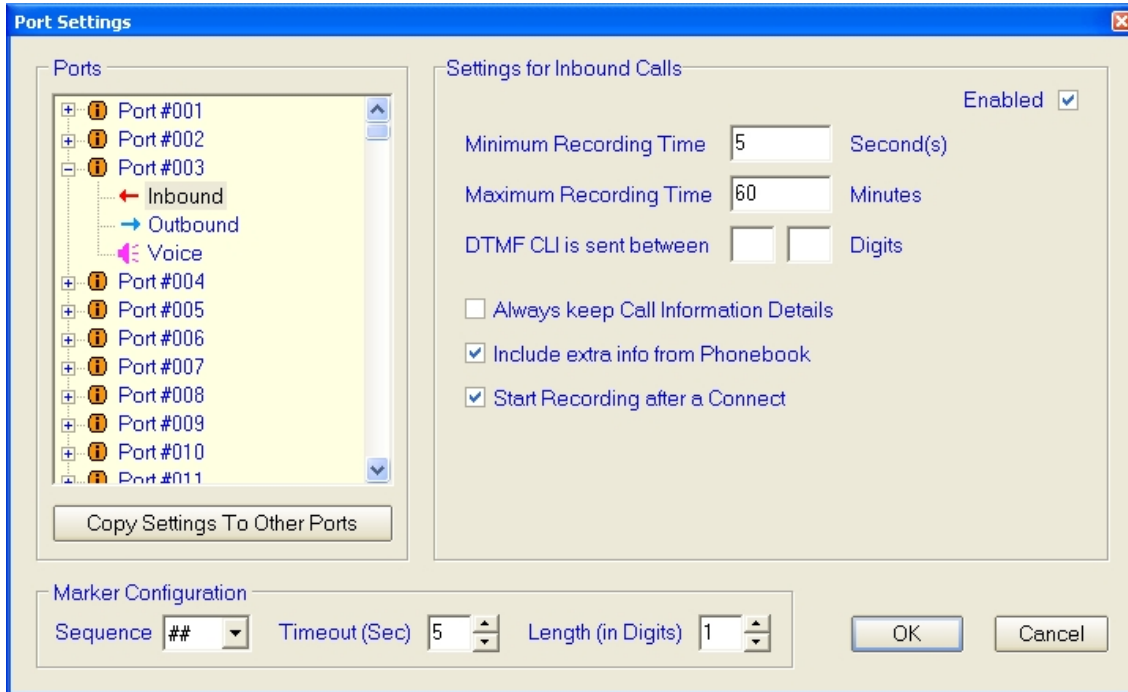 Port Settings
Ports
Port #001
Port #002
Port #003
Inbound
Outbound
Voice
Port #004
Port #005
Port #006
Port #007
Port #008
Port #009
Port #010
Port #011
Copy Settings To Other Ports
Settings for Inbound Calls
Enabled
Minimum Recording Time 5 Second(s)
Maximum Recording Time 60 Minutes
DTMF CLI is sent between Digits
Always keep Call Information Details
Include extra info from Phonebook
Start Recording after a Connect
Marker Configuration
Sequence ## Timeout (Sec) 5 Length (in Digits) 1
OK Cancel